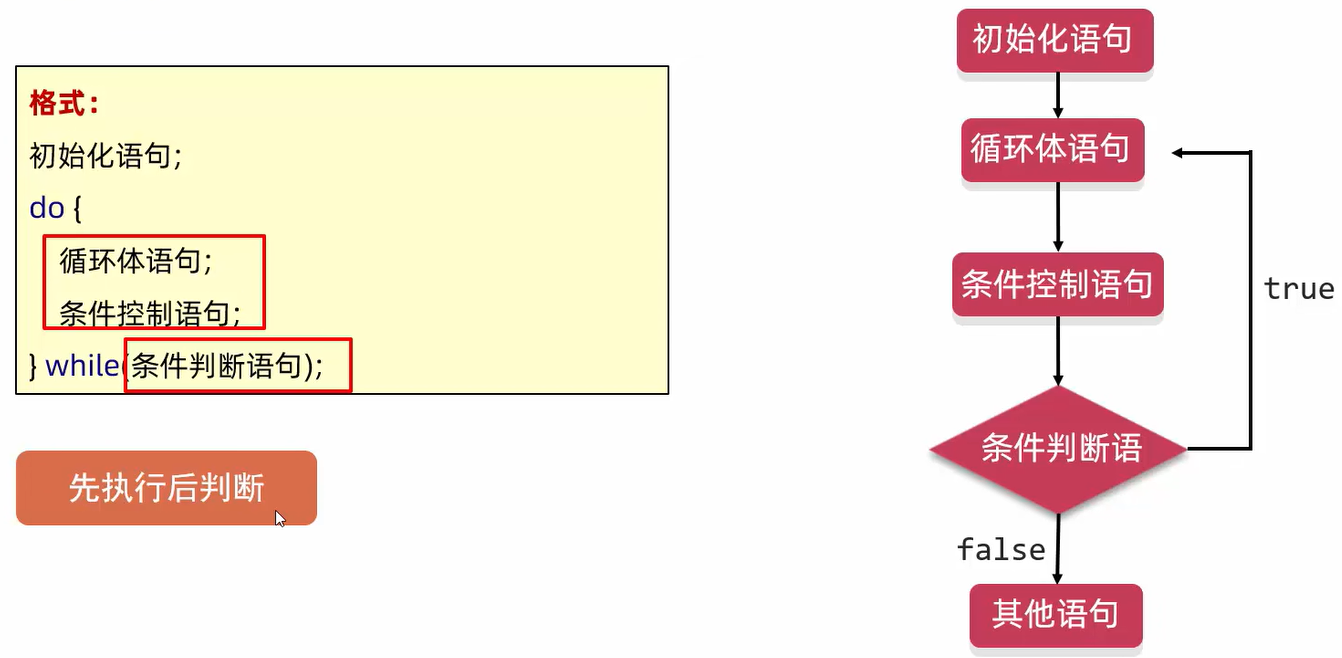 格式：
初始化语句;
do {
循环体语句;
条件控制语句;
} while(条件判断语句);
先执行后判断
初始化语句
循环体语句
条件控制语句
true
条件判断语
false
其他语句